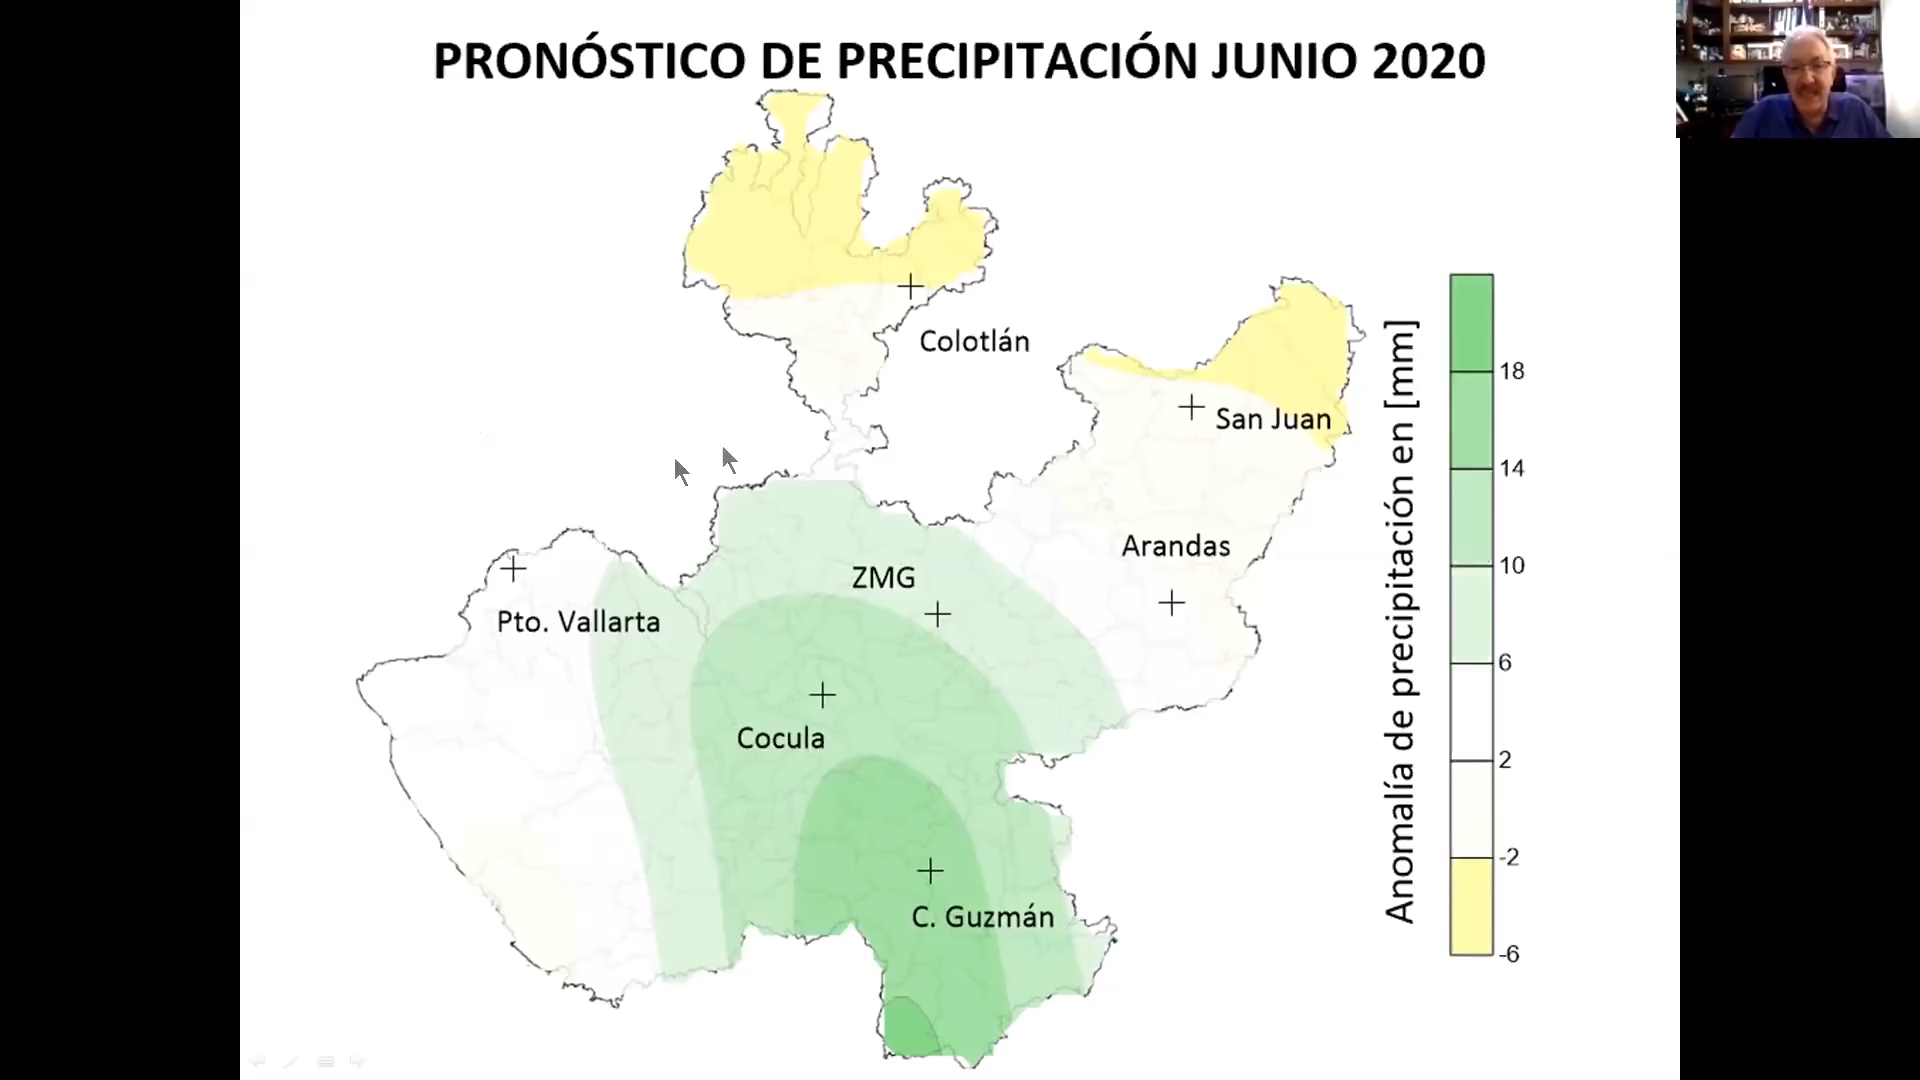 PRONÓSTICO DE PRECIPITACIÓN JUNIO 2020
Colotlán
San Juan
Arandas
ZMG
Pto. Vallarta
Cocula
C. Guzmán
Anomalía de precipitación en [mm]
18
14
10
6
2
-2
-6